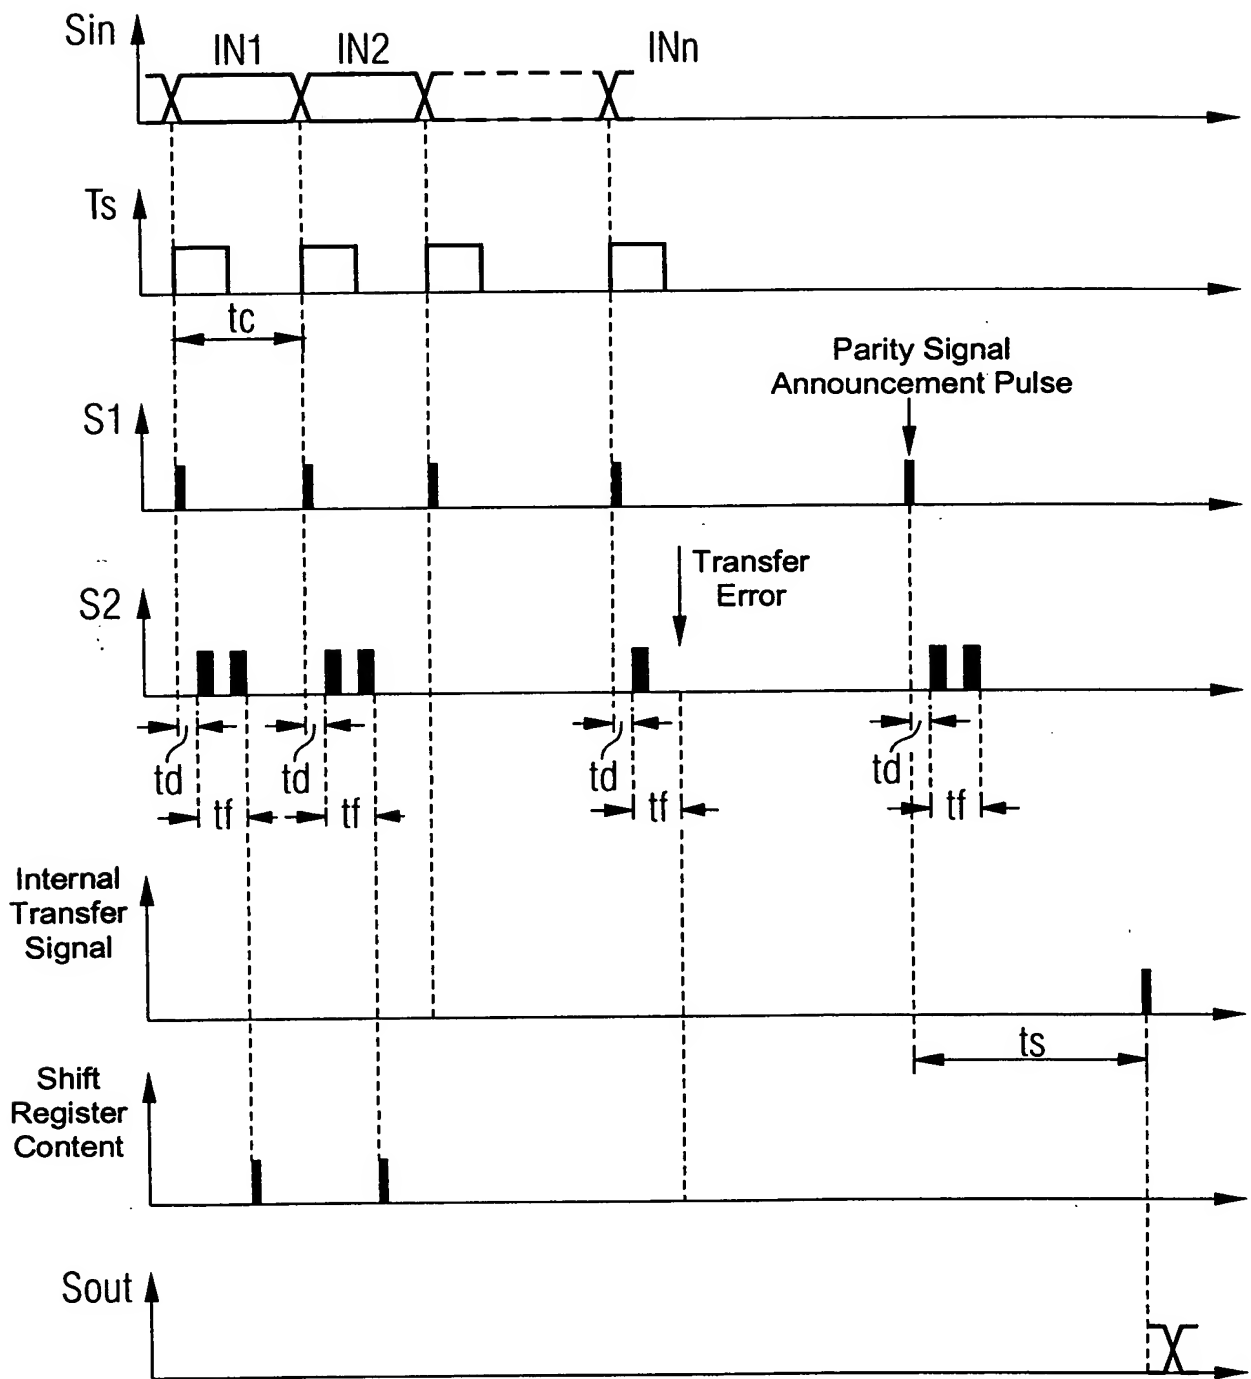 Sin
IN1
IN2
INn
Ts
tc
Parity Signal
Announcement Pulse
S1
Transfer
Error
S2
td
td
td
td
tf
tf
tf
tf
Internal
Transfer
Signal
ts
Shift
Register
Content
Sout